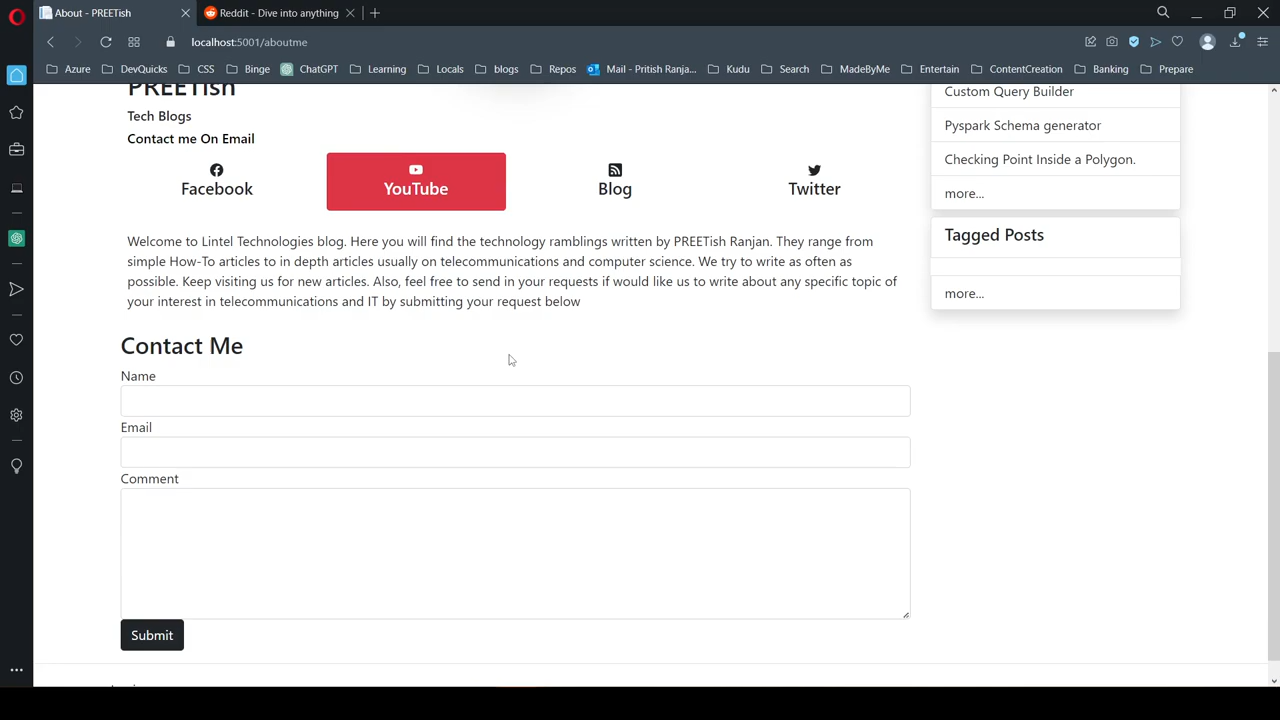 About - PREETish
Reddit - Dive into anything
localhost:5001/aboutme
Azure DevQuicks CSS Binge ChatGPT Learning Locals blogs Repos Mail - Pritish Ranja... Kudu Search MadeByMe Entertain ContentCreation Banking Prepare
PREETish
Tech Blogs
Contact me On Email
Facebook YouTube Blog Twitter
Welcome to Lintel Technologies blog. Here you will find the technology ramblings written by PREETish Ranjan. They range from
simple How-To articles to in depth articles usually on telecommunications and computer science. We try to write as often as
possible. Keep visiting us for new articles. Also, feel free to send in your requests if would like us to write about any specific topic of
your interest in telecommunications and IT by submitting your request below
Contact Me
Name
Email
Comment
Submit
Custom Query Builder
Pyspark Schema generator
Checking Point Inside a Polygon.
more...
Tagged Posts
more...